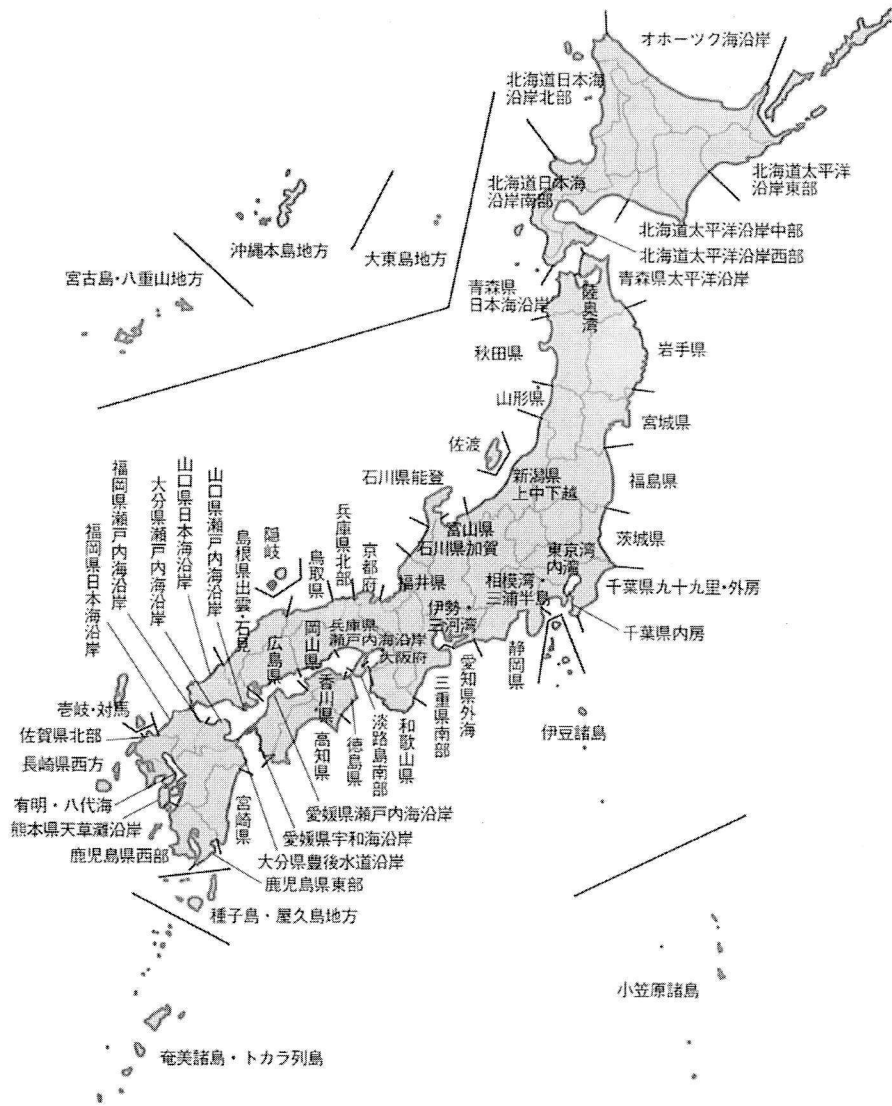 オホーツク海沿岸
北海道日本海
沿岸北部
北海道太平洋
沿岸東部
北海道日本海
沿岸南部
北海道太平洋沿岸中部
北海道太平洋沿岸西部
青森県太平洋沿岸
青森県
日本海沿岸
陸奥湾
沖縄本島地方
大東島地方
宮古島・八重山地方
秋田県
岩手県
山形県
宮城県
佐渡
新潟県
上中下越
福島県
石川県能登
富山県
石川県加賀
茨城県
福井県
東京湾
内湾
千葉県九十九里・外房
相模湾・
三浦半島
千葉県内房
伊勢・
三河湾
静岡県
愛知県外海
三重県南部
伊豆諸島
京都府
兵庫県北部
鳥取県
隠岐
島根県出雲・石見
山口県瀬戸内海沿岸
山口県日本海沿岸
大分県瀬戸内海沿岸
福岡県瀬戸内海沿岸
福岡県日本海沿岸
兵庫県
瀬戸内海沿岸
大阪府
岡山県
広島県
香川県
和歌山県
淡路島南部
徳島県
高知県
壱岐・対馬
佐賀県北部
長崎県西方
有明・八代海
熊本県天草灘沿岸
鹿児島県西部
宮崎県
愛媛県瀬戸内海沿岸
愛媛県宇和海沿岸
大分県豊後水道沿岸
鹿児島県東部
種子島・屋久島地方
小笠原諸島
奄美諸島・トカラ列島